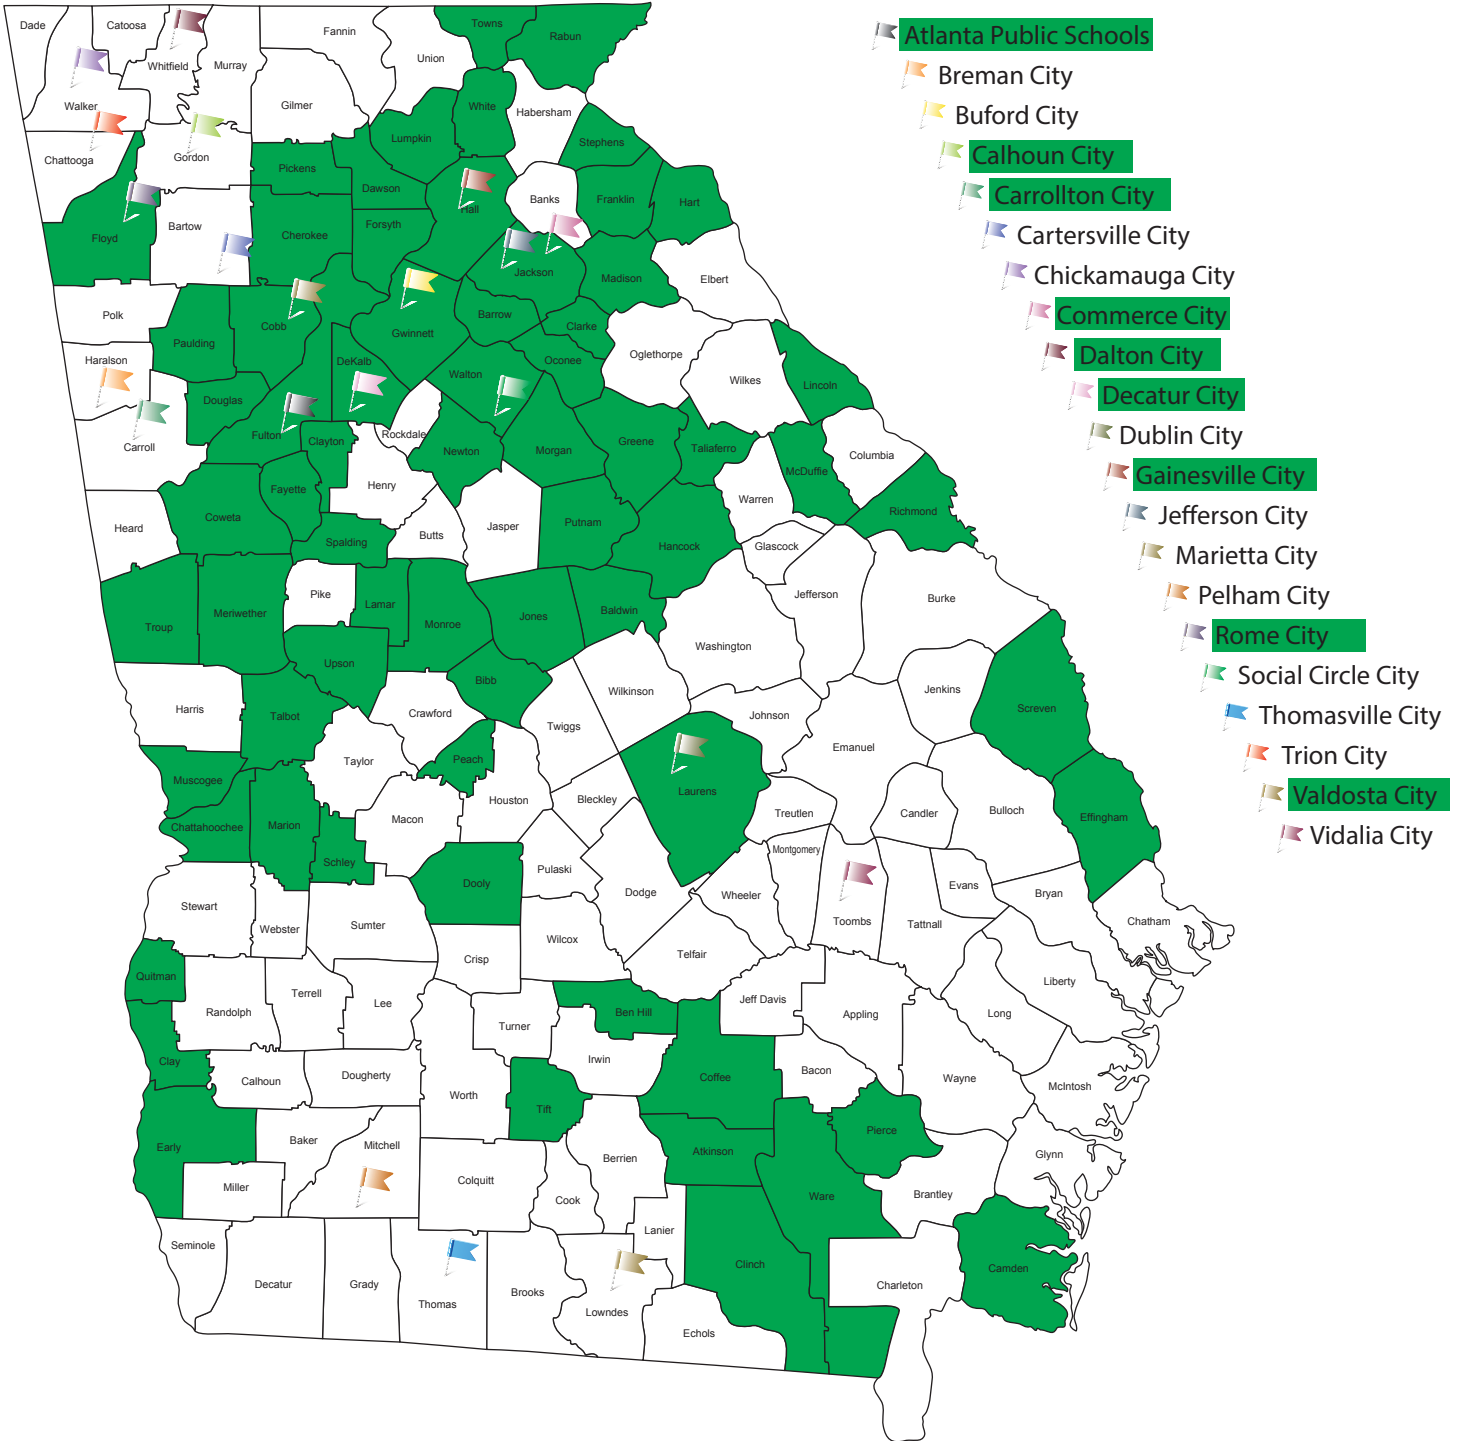 Dade
Catoosa
Whitfield
Murray
Fannin
Union
Towns
Rabun
Walker
Gilmer
White
Habersham
Lumpkin
Stephens
Chattooga
Gordon
Pickens
Dawson
Hall
Banks
Franklin
Hart
Floyd
Bartow
Cherokee
Forsyth
Jackson
Madison
Elbert
Polk
Paulding
Cobb
Gwinnett
Barrow
Clarke
Haralson
DeKalb
Walton
Oconee
Oglethorpe
Wilkes
Lincoln
Douglas
Fulton
Clayton
Rockdale
Newton
Morgan
Greene
Taliaferro
McDuffie
Columbia
Carroll
Henry
Fayette
Coweta
Heard
Spalding
Butts
Jasper
Putnam
Hancock
Warren
Glascock
Richmond
Troup
Meriwether
Pike
Lamar
Monroe
Jones
Baldwin
Washington
Jefferson
Burke
Upson
Bibb
Wilkinson
Jenkins
Screven
Harris
Talbot
Crawford
Twiggs
Johnson
Emanuel
Muscogee
Taylor
Peach
Houston
Bleckley
Laurens
Treutlen
Candler
Bulloch
Effingham
Chattahoochee
Marion
Schley
Macon
Dooly
Pulaski
Dodge
Wheeler
Montgomery
Toombs
Evans
Bryan
Tattnall
Chatham
Stewart
Webster
Sumter
Crisp
Wilcox
Telfair
Liberty
Long
Quitman
Randolph
Terrell
Lee
Turner
Ben Hill
Jeff Davis
Appling
Irwin
Clay
Calhoun
Dougherty
Worth
Tift
Coffee
Bacon
Wayne
McIntosh
Early
Baker
Mitchell
Berrien
Atkinson
Pierce
Glynn
Miller
Colquitt
Cook
Ware
Brantley
Seminole
Lanier
Clinch
Charleton
Camden
Decatur
Grady
Thomas
Brooks
Lowndes
Echols
Atlanta Public Schools
Breman City
Buford City
Calhoun City
Carrollton City
Cartersville City
Chickamauga City
Commerce City
Dalton City
Decatur City
Dublin City
Gainesville City
Jefferson City
Marietta City
Pelham City
Rome City
Social Circle City
Thomasville City
Trion City
Valdosta City
Vidalia City